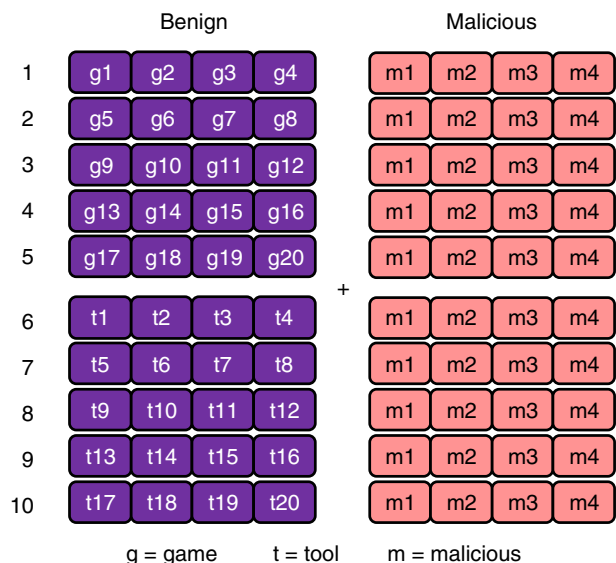 Benign Malicious
1 g1 g2 g3 g4 m1 m2 m3 m4
2 g5 g6 g7 g8 m1 m2 m3 m4
3 g9 g10 g11 g12 m1 m2 m3 m4
4 g13 g14 g15 g16 m1 m2 m3 m4
5 g17 g18 g19 g20 m1 m2 m3 m4
+
6 t1 t2 t3 t4 m1 m2 m3 m4
7 t5 t6 t7 t8 m1 m2 m3 m4
8 t9 t10 t11 t12 m1 m2 m3 m4
9 t13 t14 t15 t16 m1 m2 m3 m4
10 t17 t18 t19 t20 m1 m2 m3 m4
g = game t = tool m = malicious